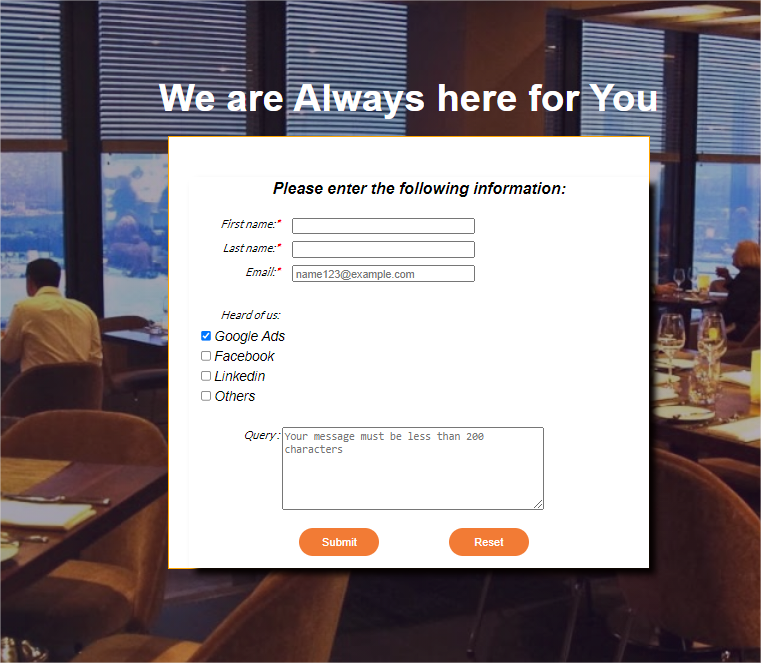 We are Always here for You
Please enter the following information:
First name:*
Last name:*
Email:* name123@example.com
Heard of us:
Google Ads
Facebook
Linkedin
Others
Query: Your message must be less than 200
characters
Submit Reset